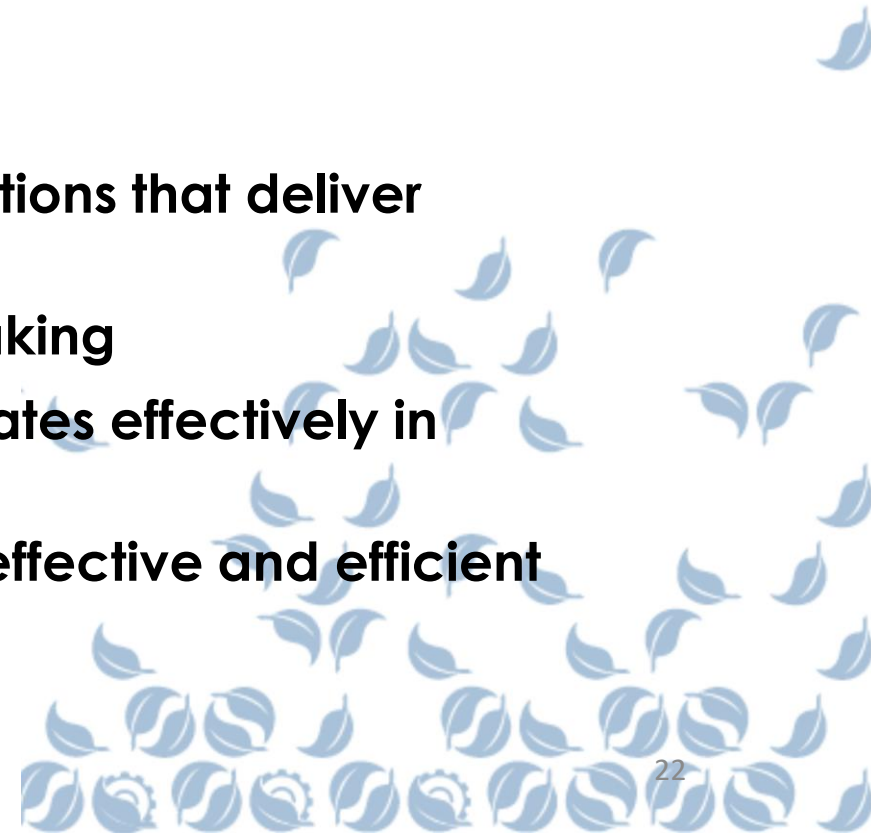 tions that deliver
king
ates effectively in
effective and efficient
22